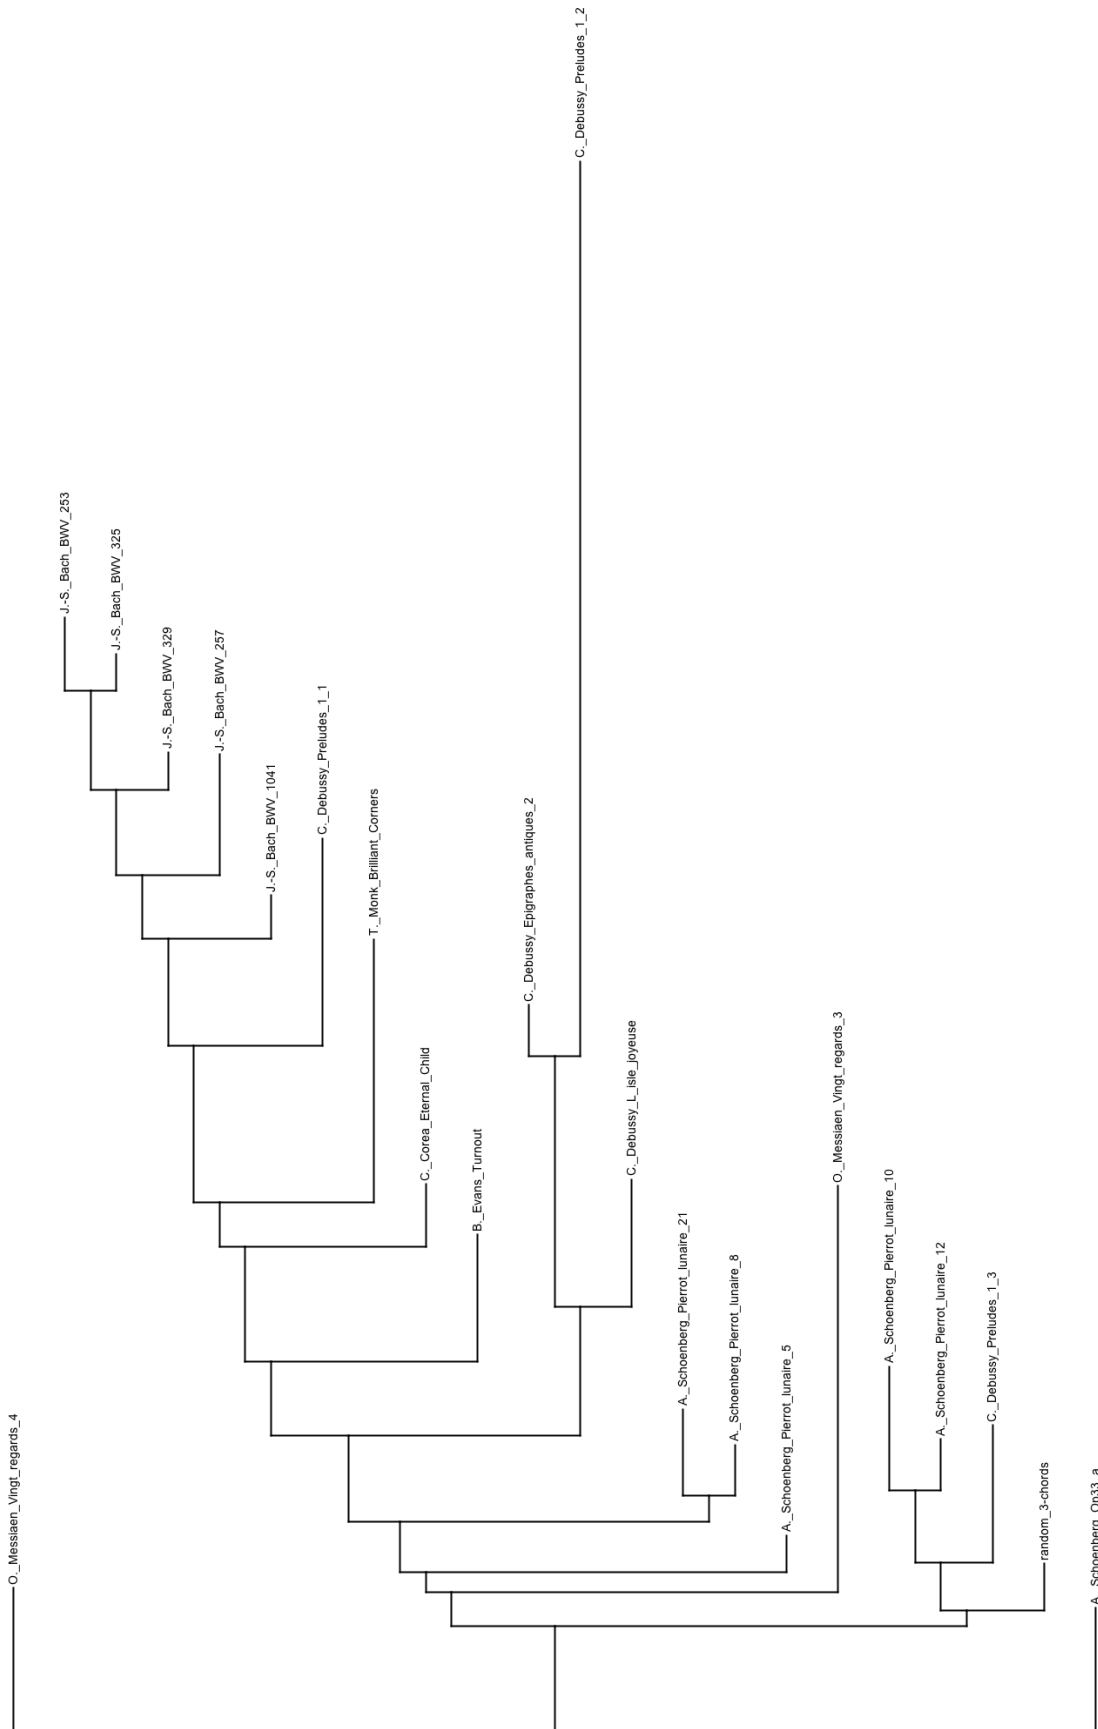 O._Messiaen_Vingt_regards_4
J.-S._Bach_BWV_253
J.-S._Bach_BWV_325
J.-S._Bach_BWV_329
J.-S._Bach_BWV_257
J.-S._Bach_BWV_1041
C._Debussy_Preludes_1_1
T._Monk_Brilliant_Corners
C._Corea_Eternal_Child
B._Evans_Turnout
C._Debussy_Epigraphes_antiques_2
C._Debussy_Preludes_1_2
C._Debussy_L_isle_joyeuse
A._Schoenberg_Pierrot_lunaire_21
A._Schoenberg_Pierrot_lunaire_8
A._Schoenberg_Pierrot_lunaire_5
O._Messiaen_Vingt_regards_3
A._Schoenberg_Pierrot_lunaire_10
A._Schoenberg_Pierrot_lunaire_12
C._Debussy_Preludes_1_3
random_3-chords
A._Schoenberg_Op33_a